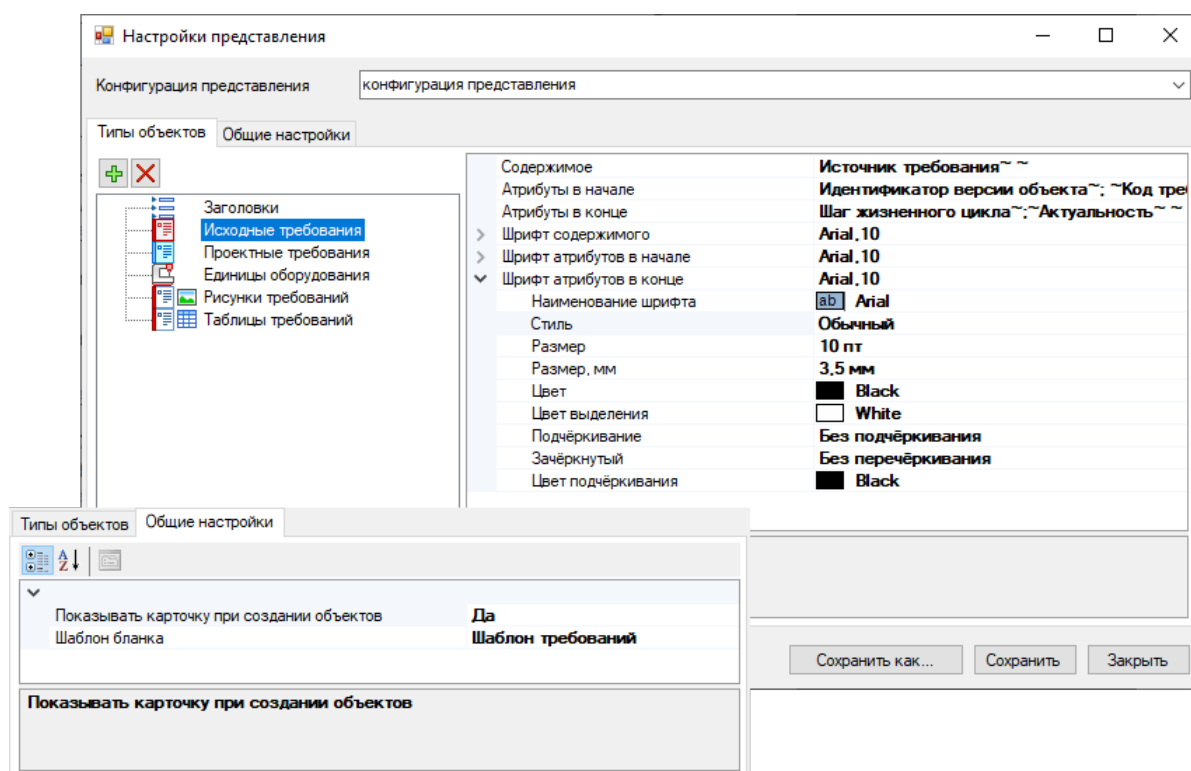 Настройки представления
Конфигурация представления конфигурация представления
Типы объектов Общие настройки
Заголовки
Исходные требования
Проектные требования
Единицы оборудования
Рисунки требований
Таблицы требований
Содержимое Источник требования~ ~
Атрибуты в начале Идентификатор версии объекта~; ~Код тре
Атрибуты в конце Шаг жизненного цикла~;~Актуальность~ ~
Шрифт содержимого Arial,10
Шрифт атрибутов в начале Arial,10
Шрифт атрибутов в конце Arial,10
Наименование шрифта ab Arial
Стиль Обычный
Размер 10 пт
Размер, мм 3,5 мм
Цвет Black
Цвет выделения White
Подчёркивание Без подчёркивания
Зачёркнутый Без перечёркивания
Цвет подчёркивания Black
Типы объектов Общие настройки
Показывать карточку при создании объектов Да
Шаблон бланка Шаблон требований
Сохранить как... Сохранить Закрыть
Показывать карточку при создании объектов